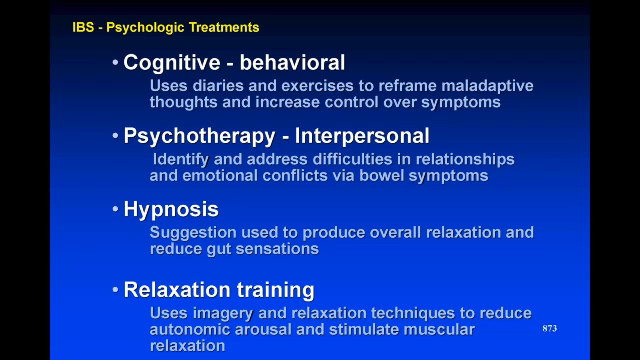 IBS - Psychologic Treatments
• Cognitive - behavioral
Uses diaries and exercises to reframe maladaptive
thoughts and increase control over symptoms
• Psychotherapy - Interpersonal
Identify and address difficulties in relationships
and emotional conflicts via bowel symptoms
• Hypnosis
Suggestion used to produce overall relaxation and
reduce gut sensations
• Relaxation training
Uses imagery and relaxation techniques to reduce
autonomic arousal and stimulate muscular
relaxation
873